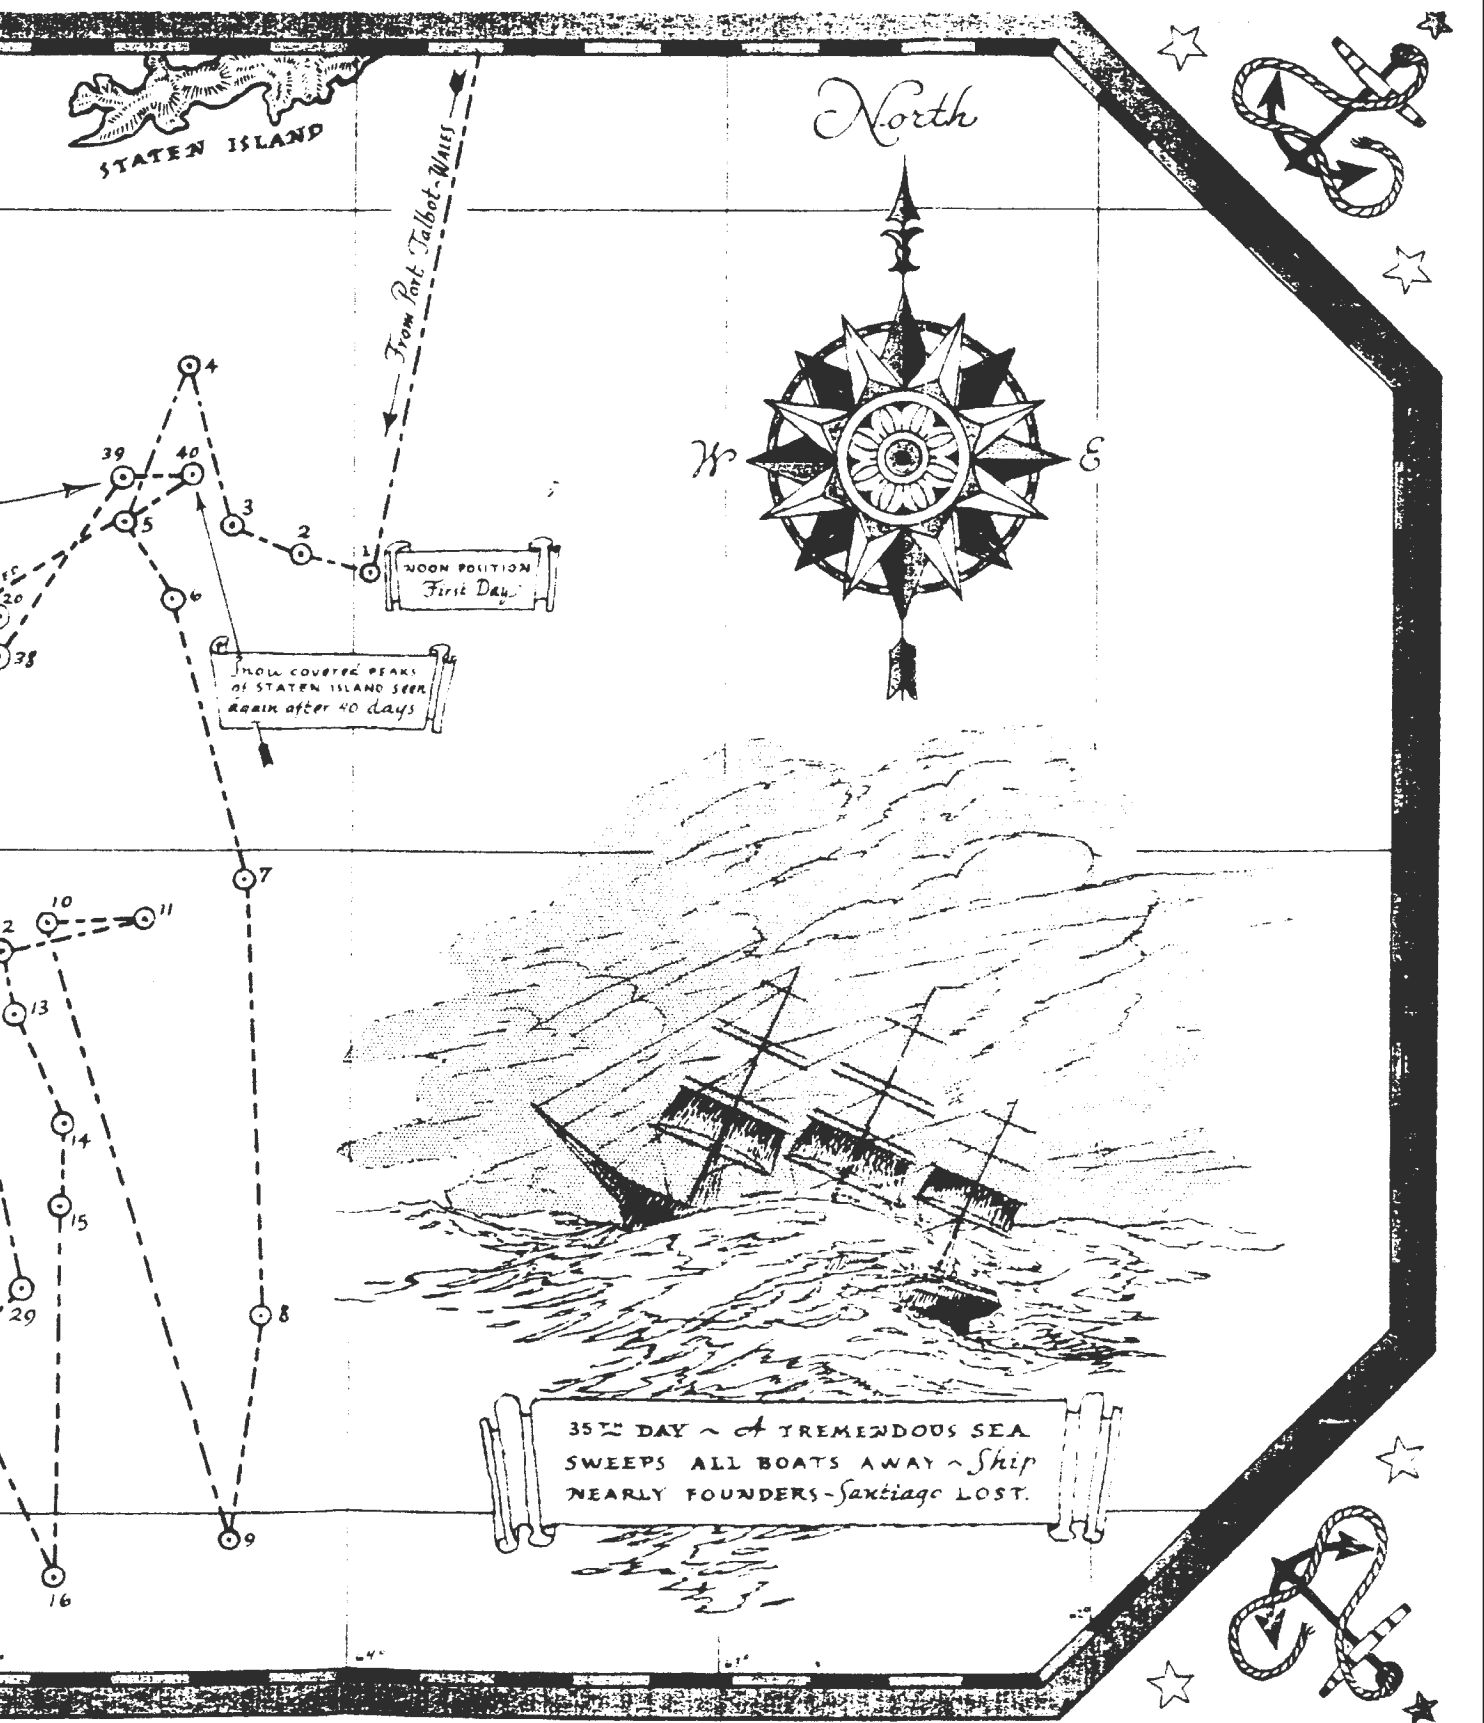 North
STATEN ISLAND
From Port Talbot-WALES
4
39
40
W
E
3
5
2
1
NOON POSITION
First Day
20
6
38
Snow covered PEAKS
of STATEN ISLAND seen
again after 40 days
7
10
11
2
13
14
15
29
8
35TH DAY ~ A TREMENDOUS SEA
SWEEPS ALL BOATS AWAY ~ Ship
NEARLY FOUNDERS - Santiago LOST.
9
16
64°